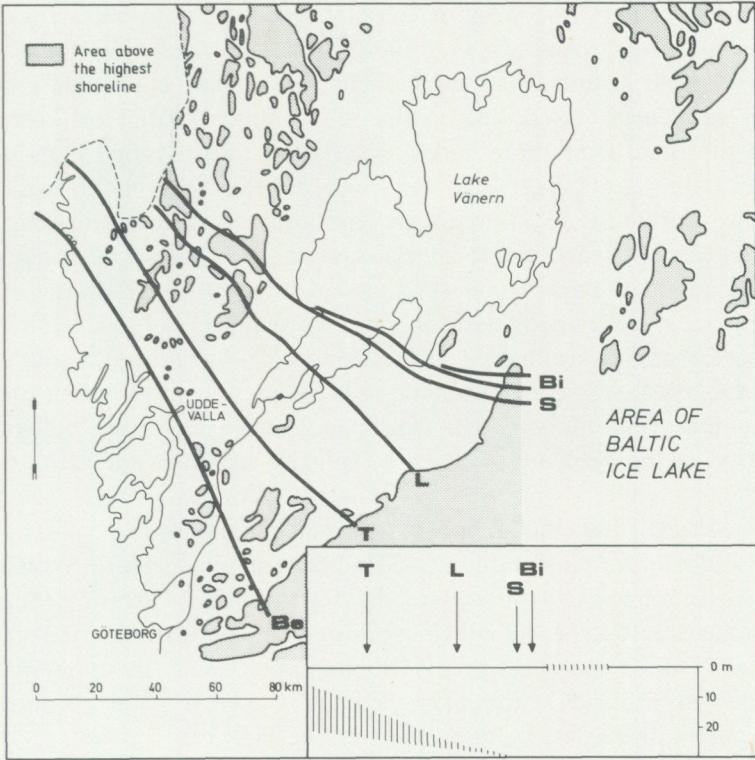 Area above
the highest
shoreline
Lake
Vänern
UDDE-
VALLA
Bi
S
AREA OF
BALTIC
ICE LAKE
L
T
Be
GÖTEBORG
0 20 40 60 80 km
T L Bi
S
0 m
10
20